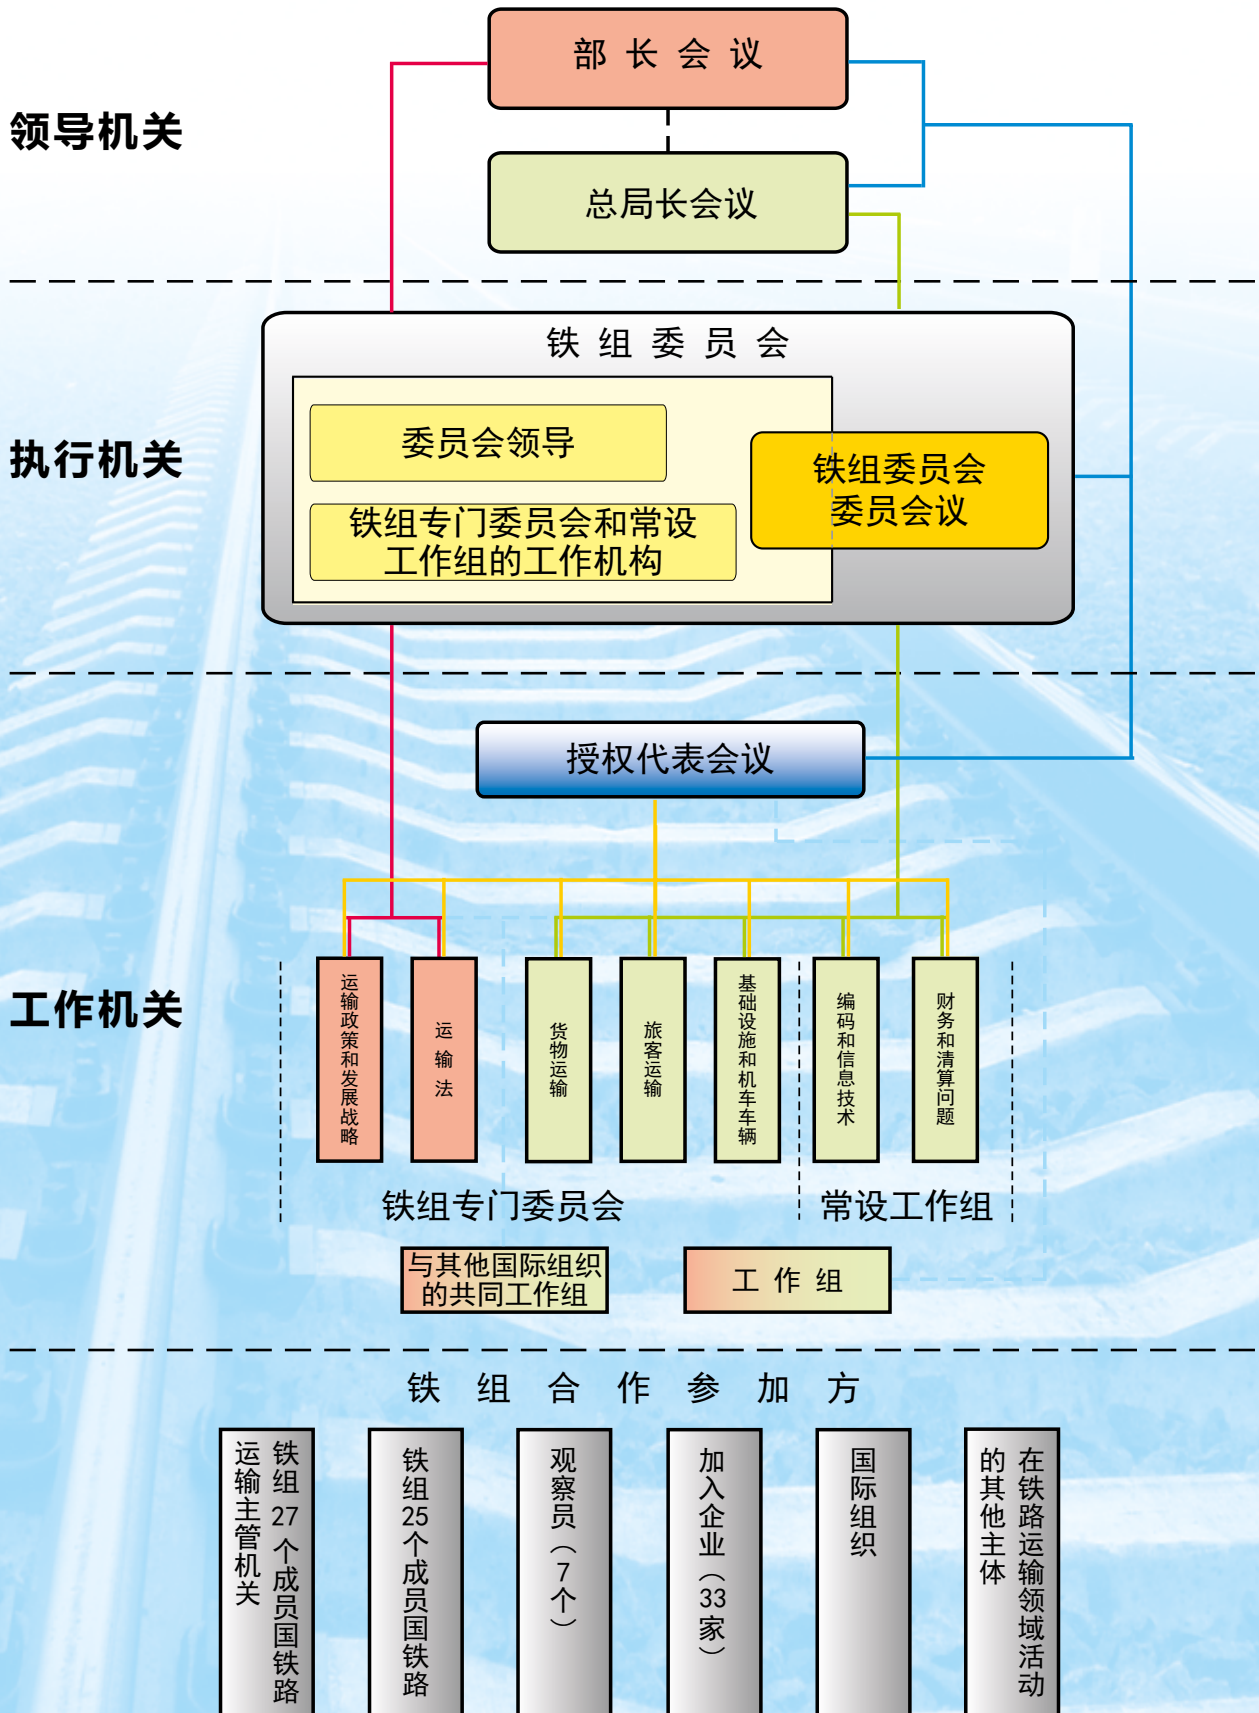 部长会议
领导机关
总局长会议
铁组委员会
委员会领导
执行机关
铁组委员会
委员会议
铁组专门委员会和常设
工作组的工作机构
授权代表会议
工作机关
运输政策和发展战略
运输法
货物运输
旅客运输
基础设施和机车车辆
编码和信息技术
财务和清算问题
铁组专门委员会
常设工作组
与其他国际组织
的共同工作组
工作组
铁组合作参加方
铁组27个成员国铁路
运输主管机关
铁组25个成员国铁路
观察员（7个）
加入企业（33家）
国际组织
在铁路运输领域活动
的其他主体